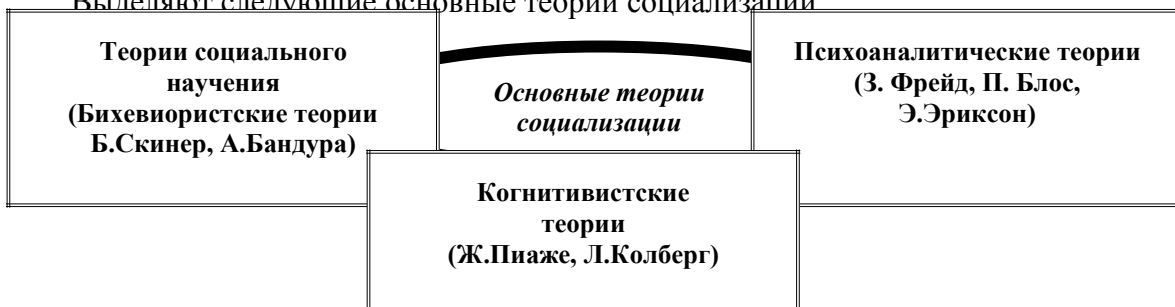 Выделяют следующие основные теории социализации
Теории социального
научения
(Бихевиористские теории
Б.Скинер, А.Бандура)
Основные теории
социализации
Психоаналитические теории
(З. Фрейд, П. Блос,
Э.Эриксон)
Когнитивистские
теории
(Ж.Пиаже, Л.Колберг)